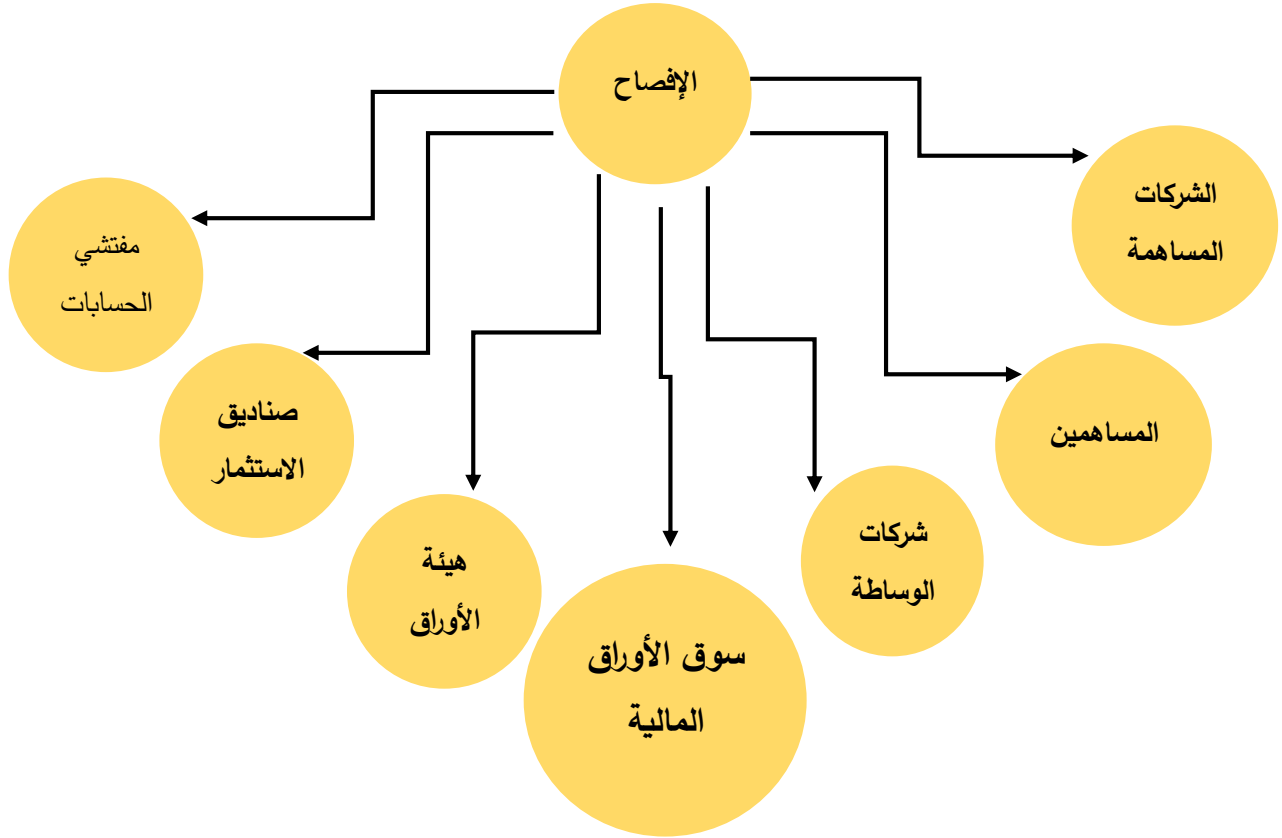 الإفصاح
الشركات
المساهمة
مفتشي
الحسابات
المساهمين
صناديق
الاستثمار
شركات
الوساطة
هيئة
الأوراق
سوق الأوراق
المالية